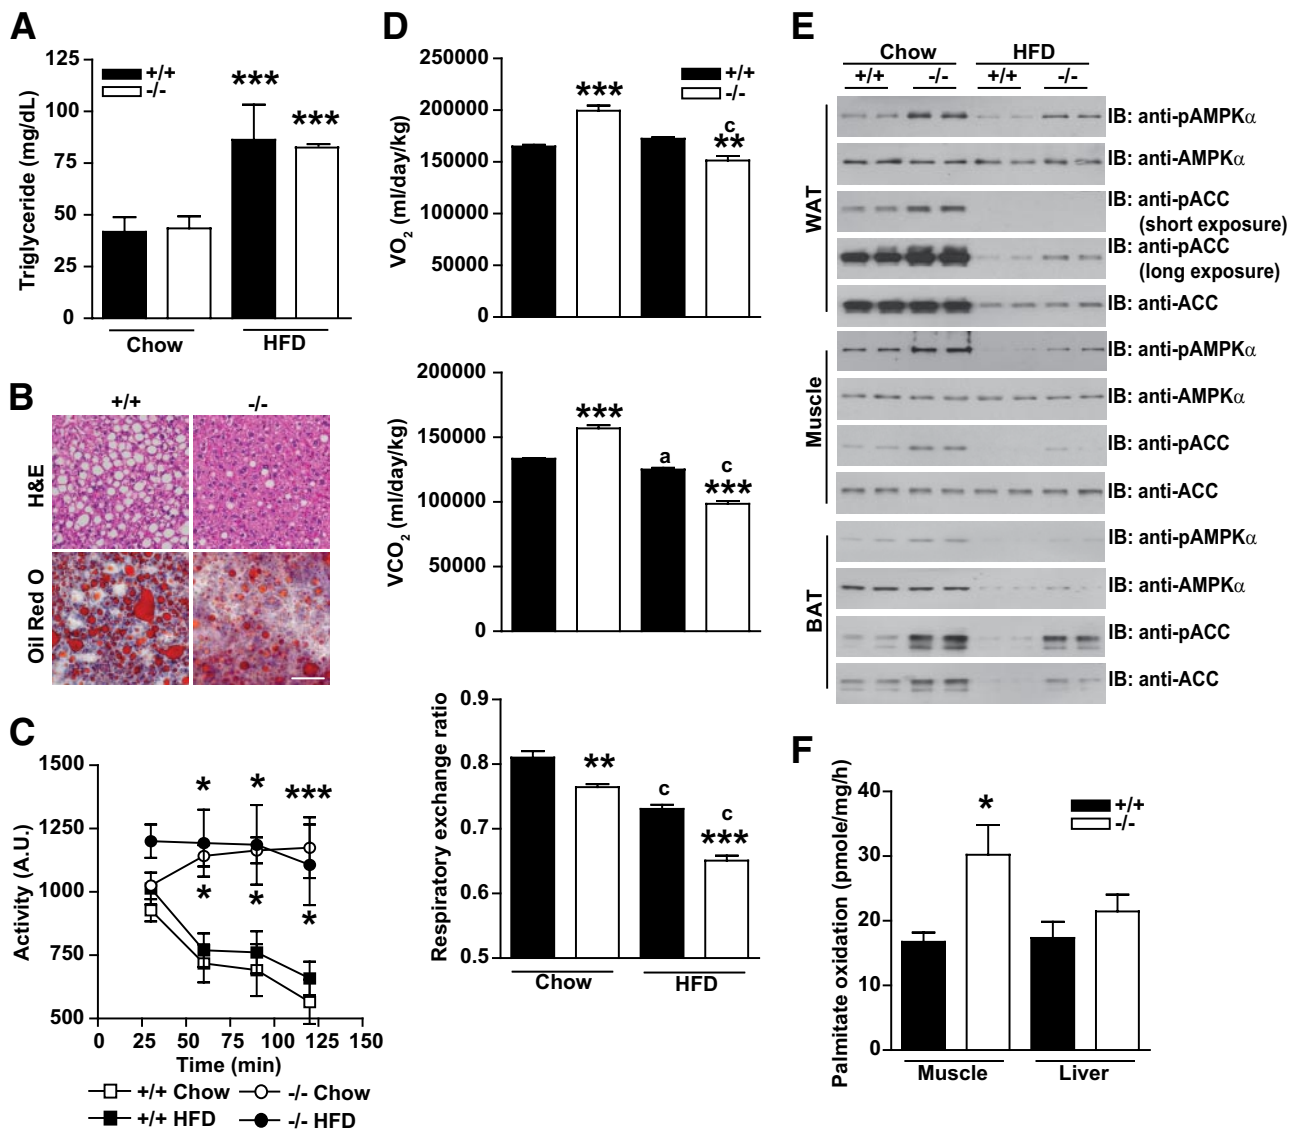 A
Triglyceride (mg/dL)
125
100
75
50
25
0
+/+
-/-
***
***
Chow
HFD
B
+/+
-/-
H&E
Oil Red O
C
Activity (A.U.)
1500
1250
1000
750
500
*
*
***
*
*
*
0 25 50 75 100 125 150
Time (min)
+/+ Chow
-/- Chow
+/+ HFD
-/- HFD
D
VO2 (ml/day/kg)
250000
200000
150000
100000
50000
0
+/+
-/-
***
c
**
VCO2 (ml/day/kg)
200000
150000
100000
50000
0
***
a
c
***
Respiratory exchange ratio
0.9
0.8
0.7
0.6
0.5
**
c
c
***
Chow
HFD
E
Chow HFD
+/+ -/- +/+ -/-
WAT
IB: anti-pAMPKα
IB: anti-AMPKα
IB: anti-pACC
(short exposure)
IB: anti-pACC
(long exposure)
IB: anti-ACC
Muscle
IB: anti-pAMPKα
IB: anti-AMPKα
IB: anti-pACC
IB: anti-ACC
BAT
IB: anti-pAMPKα
IB: anti-AMPKα
IB: anti-pACC
IB: anti-ACC
F
Palmitate oxidation (pmole/mg/h)
40
30
20
10
0
*
+/+
-/-
Muscle
Liver